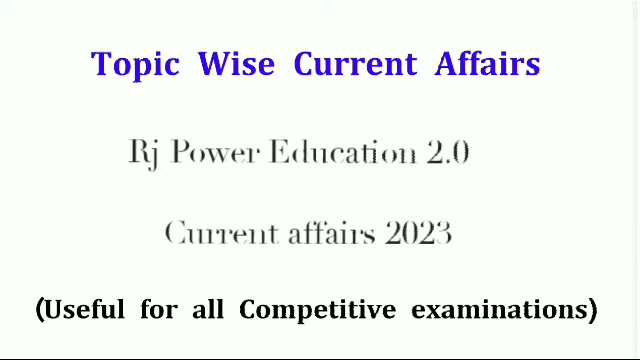 Topic Wise Current Affairs
Rj Power Education 2.0
Current affairs 2023
(Useful for all Competitive examinations)